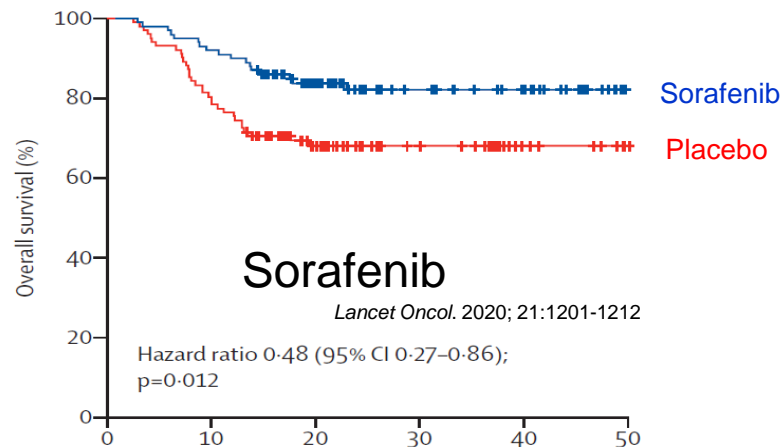 100
80
60
40
20
0
Overall survival (%)
Sorafenib
Placebo
Sorafenib
Lancet Oncol. 2020; 21:1201-1212
Hazard ratio 0·48 (95% CI 0·27–0·86);
p=0·012
0 10 20 30 40 50